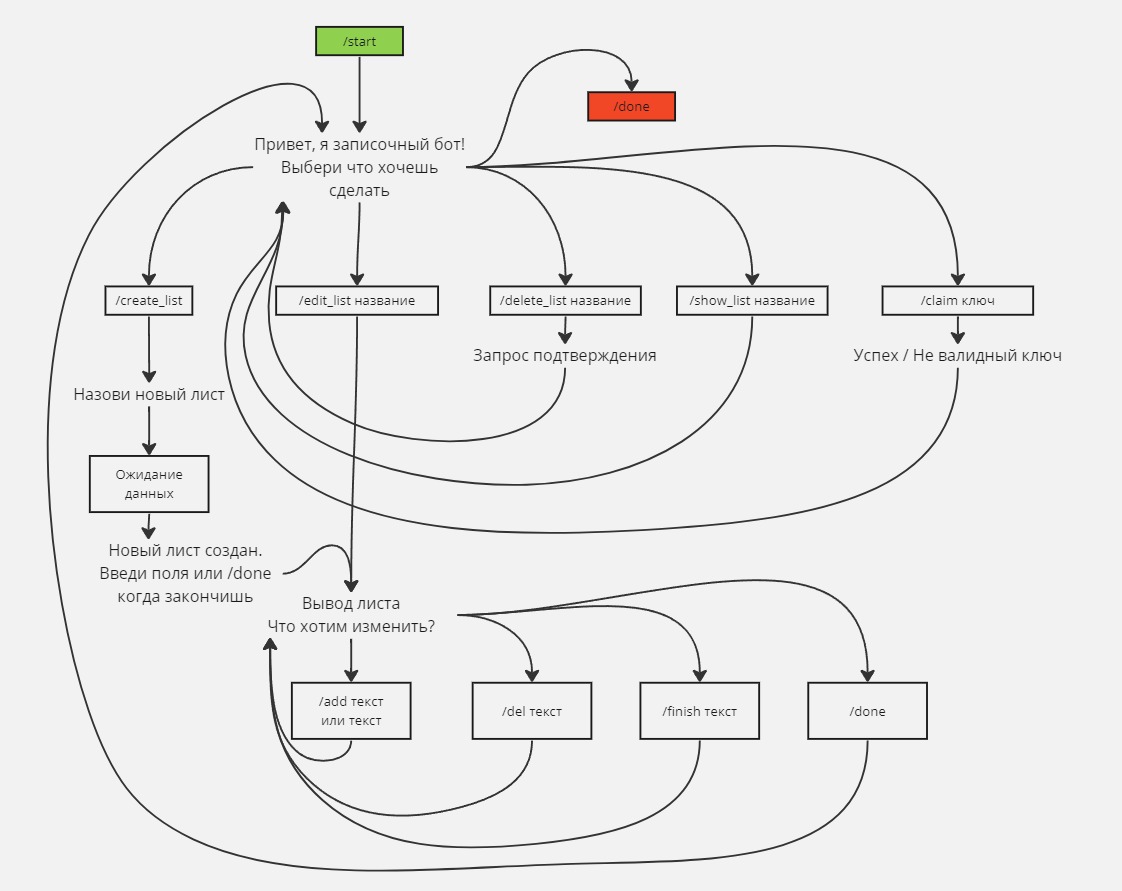 /start
/done
Привет, я записочный бот!
Выбери что хочешь
сделать
/create_list
/edit_list название
/delete_list название
/show_list название
/claim ключ
Запрос подтверждения
Успех / Не валидный ключ
Назови новый лист
Ожидание
данных
Новый лист создан.
Введи поля или /done
когда закончишь
Вывод листа
Что хотим изменить?
/add текст
или текст
/del текст
/finish текст
/done